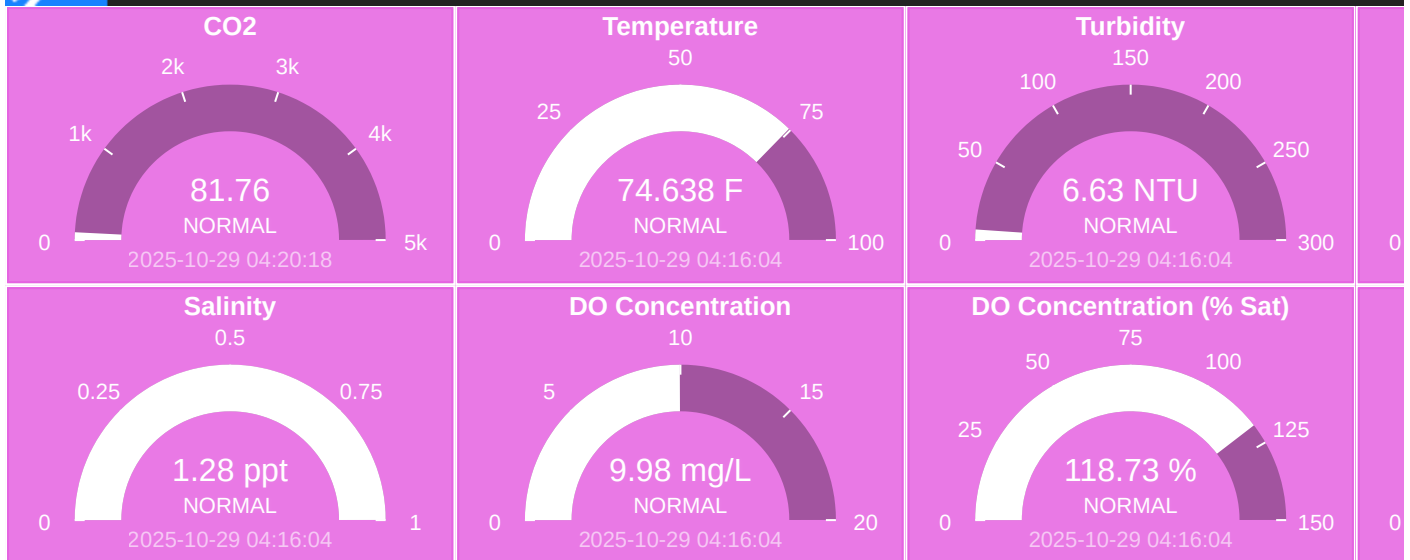 CO2
0
1k
2k
3k
4k
5k
81.76
NORMAL
2025-10-29 04:20:18
Temperature
0
25
50
75
100
74.638 F
NORMAL
2025-10-29 04:16:04
Turbidity
0
50
100
150
200
250
300
6.63 NTU
NORMAL
2025-10-29 04:16:04
0
Salinity
0
0.25
0.5
0.75
1
1.28 ppt
NORMAL
2025-10-29 04:16:04
DO Concentration
0
5
10
15
20
9.98 mg/L
NORMAL
2025-10-29 04:16:04
DO Concentration (% Sat)
0
25
50
75
100
125
150
118.73 %
NORMAL
2025-10-29 04:16:04
0